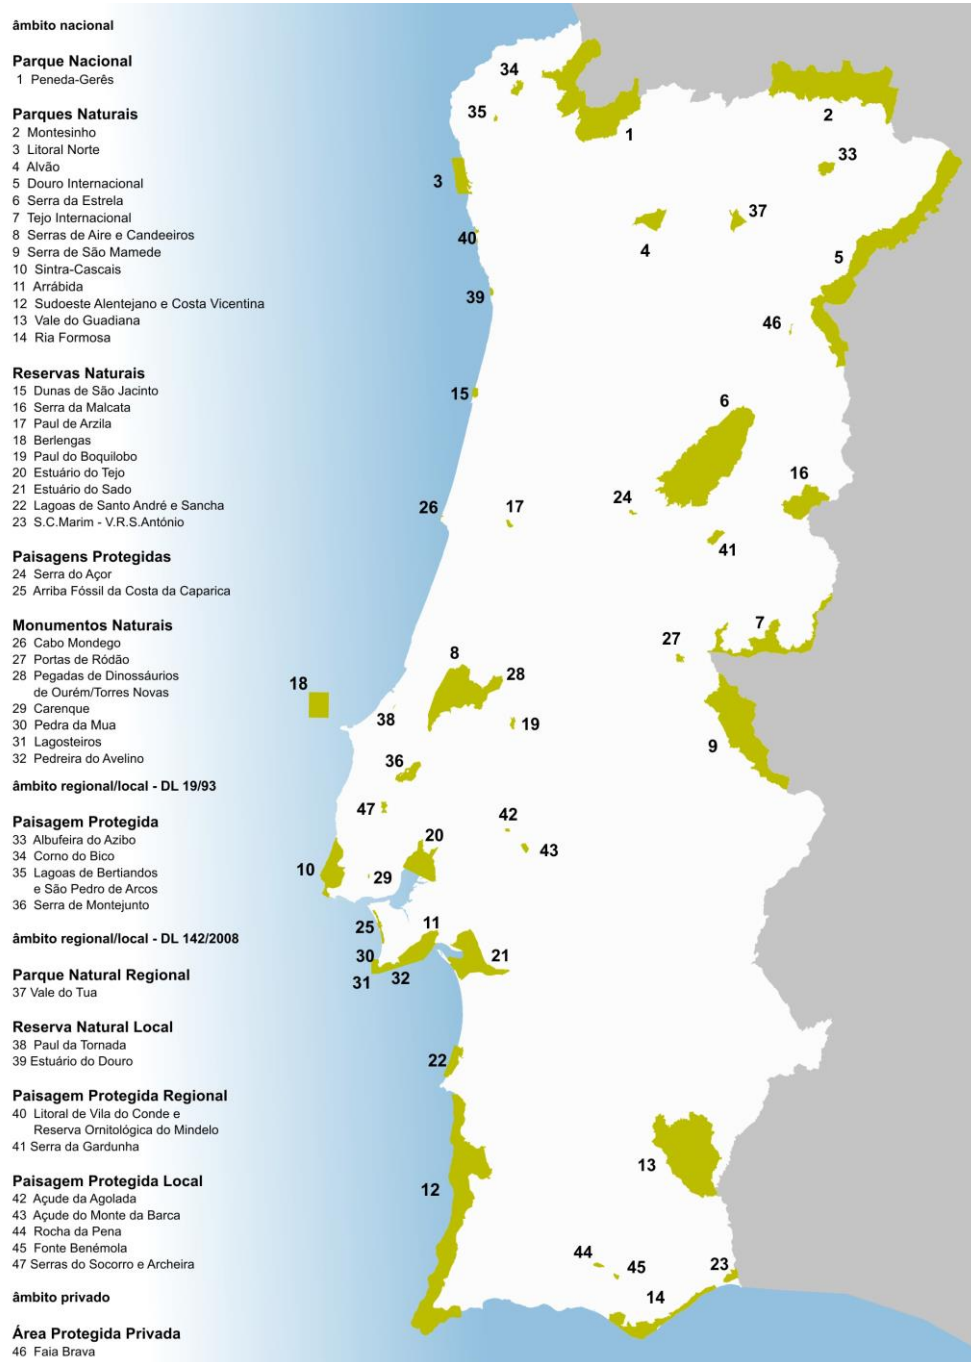 âmbito nacional
Parque Nacional
1 Peneda-Gerês
Parques Naturais
2 Montesinho
3 Litoral Norte
4 Alvão
5 Douro Internacional
6 Serra da Estrela
7 Tejo Internacional
8 Serras de Aire e Candeeiros
9 Serra de São Mamede
10 Sintra-Cascais
11 Arrábida
12 Sudoeste Alentejano e Costa Vicentina
13 Vale do Guadiana
14 Ria Formosa
Reservas Naturais
15 Dunas de São Jacinto
16 Serra da Malcata
17 Paul de Arzila
18 Berlengas
19 Paul do Boquilobo
20 Estuário do Tejo
21 Estuário do Sado
22 Lagoas de Santo André e Sancha
23 S.C.Marim - V.R.S.António
Paisagens Protegidas
24 Serra do Açor
25 Arriba Fóssil da Costa da Caparica
Monumentos Naturais
26 Cabo Mondego
27 Portas de Ródão
28 Pegadas de Dinossáurios
de Ourém/Torres Novas
29 Carenque
30 Pedra da Mua
31 Lagosteiros
32 Pedreira do Avelino
âmbito regional/local - DL 19/93
Paisagem Protegida
33 Albufeira do Azibo
34 Corno do Bico
35 Lagoas de Bertiandos
e São Pedro de Arcos
36 Serra de Montejunto
âmbito regional/local - DL 142/2008
Parque Natural Regional
37 Vale do Tua
Reserva Natural Local
38 Paul da Tornada
39 Estuário do Douro
Paisagem Protegida Regional
40 Litoral de Vila do Conde e
Reserva Ornitológica do Mindelo
41 Serra da Gardunha
Paisagem Protegida Local
42 Açude da Agolada
43 Açude do Monte da Barca
44 Rocha da Pena
45 Fonte Benémola
47 Serras do Socorro e Archeira
âmbito privado
Área Protegida Privada
46 Faia Brava
34
35
1
2
33
3
37
4
40
5
39
46
15
6
16
26
17
24
41
7
27
8
28
18
38
19
9
36
47
42
20
43
10
29
25
11
30
21
31
32
22
13
12
44
45
23
14